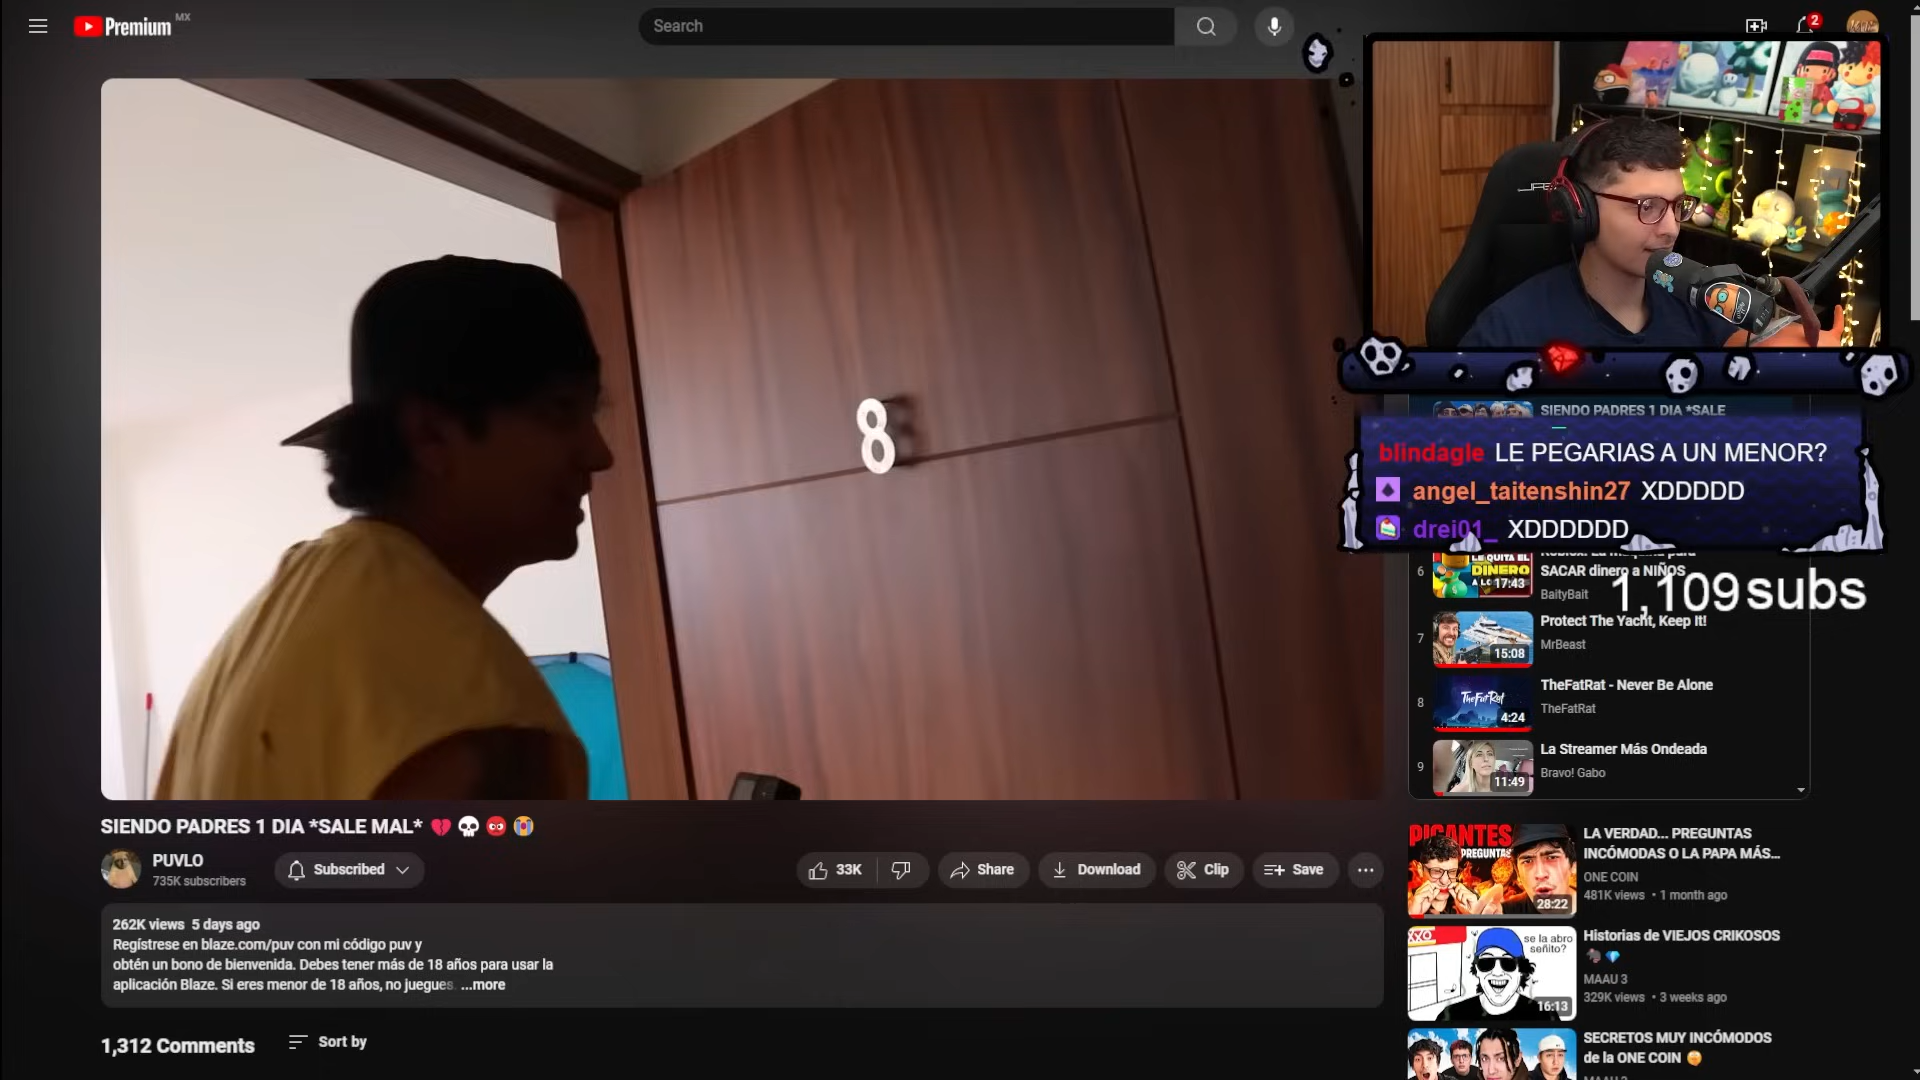 Premium MX
Search
2
8
SIENDO PADRES 1 DIA *SALE
blindagle LE PEGARIAS A UN MENOR?
angel_taitenshin27 XDDDDD
drei01_ XDDDDDD
1,109 subs
6
LE QUITA EL
DINERO
17:43
SACAR dinero a NIÑOS
BaityBait
7
15:08
Protect The Yacht, Keep It!
MrBeast
8
TheFatRat
4:24
TheFatRat - Never Be Alone
TheFatRat
9
11:49
La Streamer Más Ondeada
Bravo! Gabo
SIENDO PADRES 1 DIA *SALE MAL* 💔💀👹😭
PUVLO
735K subscribers
Subscribed
33K
Share
Download
Clip
Save
262K views 5 days ago
Regístrese en blaze.com/puv con mi código puv y
obtén un bono de bienvenida. Debes tener más de 18 años para usar la
aplicación Blaze. Si eres menor de 18 años, no juegues. ...more
1,312 Comments
Sort by
PICANTES
PREGUNTAS
28:22
LA VERDAD... PREGUNTAS
INCÓMODAS O LA PAPA MÁS...
ONE COIN
481K views • 1 month ago
se la abro
señito?
16:13
Historias de VIEJOS CRIKOSOS
MAAU 3
329K views • 3 weeks ago
SECRETOS MUY INCÓMODOS
de la ONE COIN